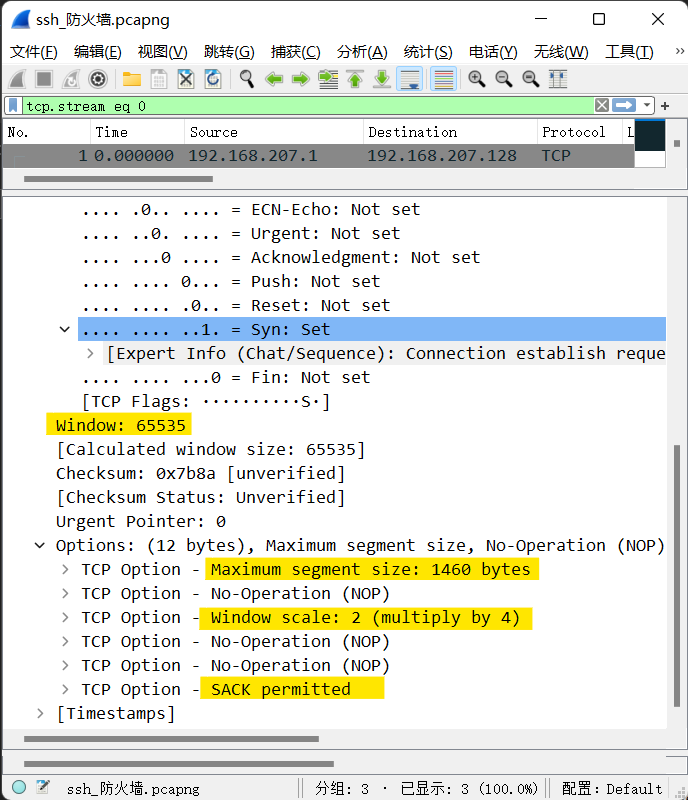 ssh_防火墙.pcapng
文件(F) 编辑(E) 视图(V) 跳转(G) 捕获(C) 分析(A) 统计(S) 电话(Y) 无线(W) 工具(T) »
tcp.stream eq 0
No. Time Source Destination Protocol L
1 0.000000 192.168.207.1 192.168.207.128 TCP
.... .0.. .... = ECN-Echo: Not set
.... ..0. .... = Urgent: Not set
.... ...0 .... = Acknowledgment: Not set
.... .... 0... = Push: Not set
.... .... .0.. = Reset: Not set
.... .... ..1. = Syn: Set
[Expert Info (Chat/Sequence): Connection establish reque
.... .... ...0 = Fin: Not set
[TCP Flags: ··········S·]
Window: 65535
[Calculated window size: 65535]
Checksum: 0x7b8a [unverified]
[Checksum Status: Unverified]
Urgent Pointer: 0
Options: (12 bytes), Maximum segment size, No-Operation (NOP)
TCP Option - Maximum segment size: 1460 bytes
TCP Option - No-Operation (NOP)
TCP Option - Window scale: 2 (multiply by 4)
TCP Option - No-Operation (NOP)
TCP Option - No-Operation (NOP)
TCP Option - SACK permitted
[Timestamps]
ssh_防火墙.pcapng 分组: 3 · 已显示: 3 (100.0%) 配置: Default